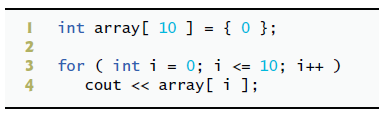 1 int array[ 10 ] = { 0 };
2
3 for ( int i = 0; i <= 10; i++ )
4 cout << array[ i ];